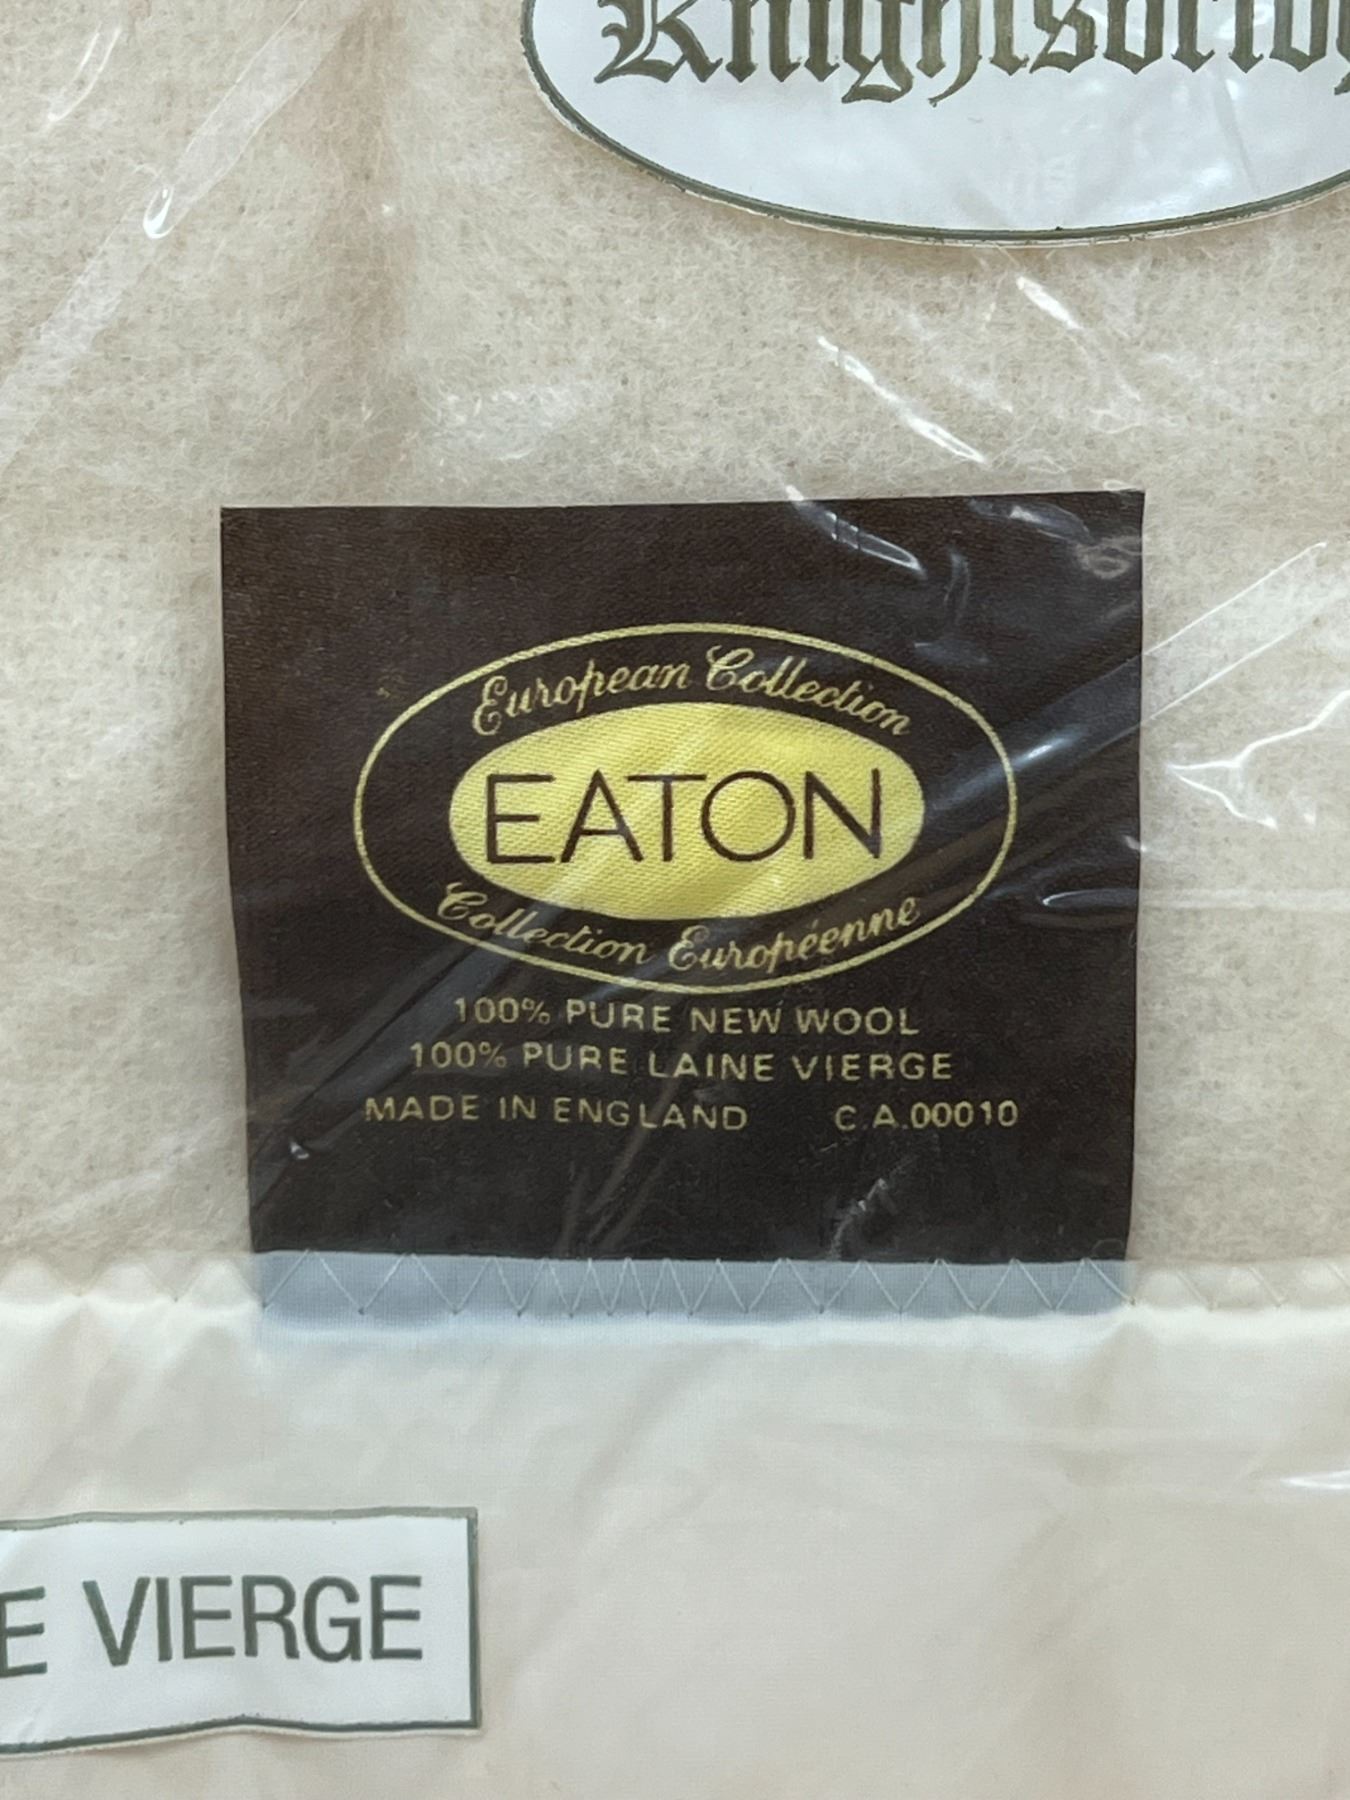 European Collection
EATON
Collection Européenne
100% PURE NEW WOOL
100% PURE LAINE VIERGE
MADE IN ENGLAND C.A.00010
E VIERGE